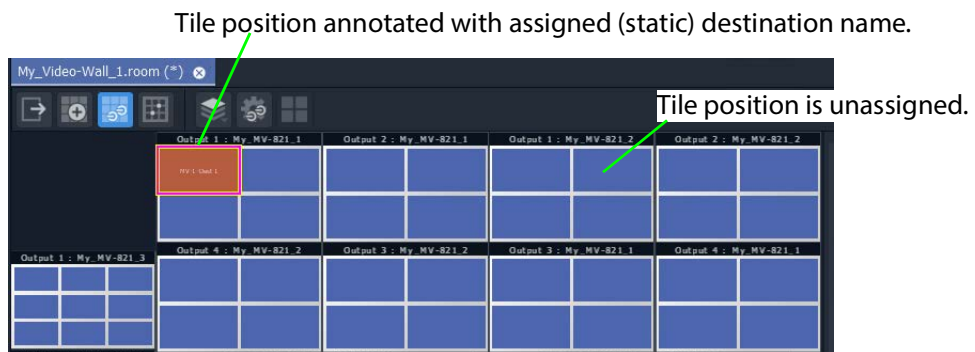 Tile position annotated with assigned (static) destination name.
My_Video-Wall_1.room (*)
Tile position is unassigned.
Output 1 : My_MV-821_1
Output 2 : My_MV-821_1
Output 1 : My_MV-821_2
Output 2 : My_MV-821_2
Output 4 : My_MV-821_2
Output 3 : My_MV-821_2
Output 3 : My_MV-821_1
Output 4 : My_MV-821_1
Output 1 : My_MV-821_3